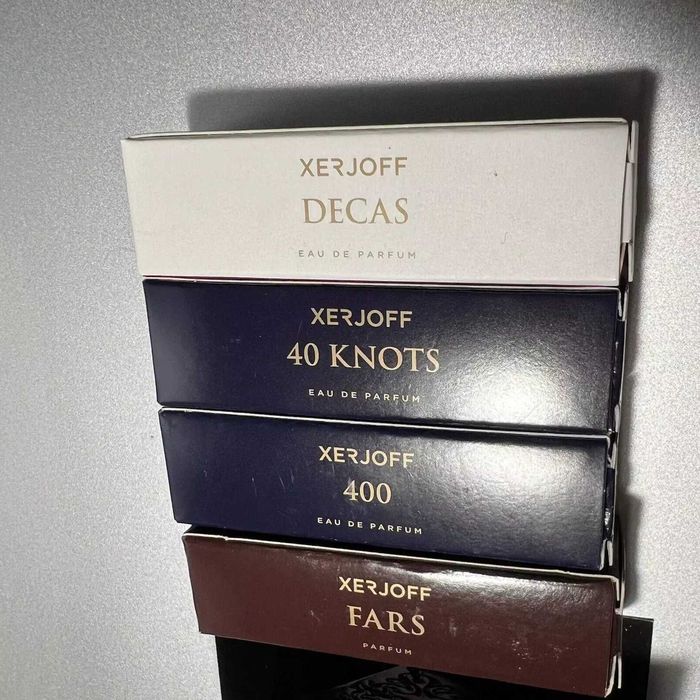 XERJOFF
DECAS
EAU DE PARFUM
XERJOFF
40 KNOTS
EAU DE PARFUM
XERJOFF
400
EAU DE PARFUM
XERJOFF
FARS
PARFUM